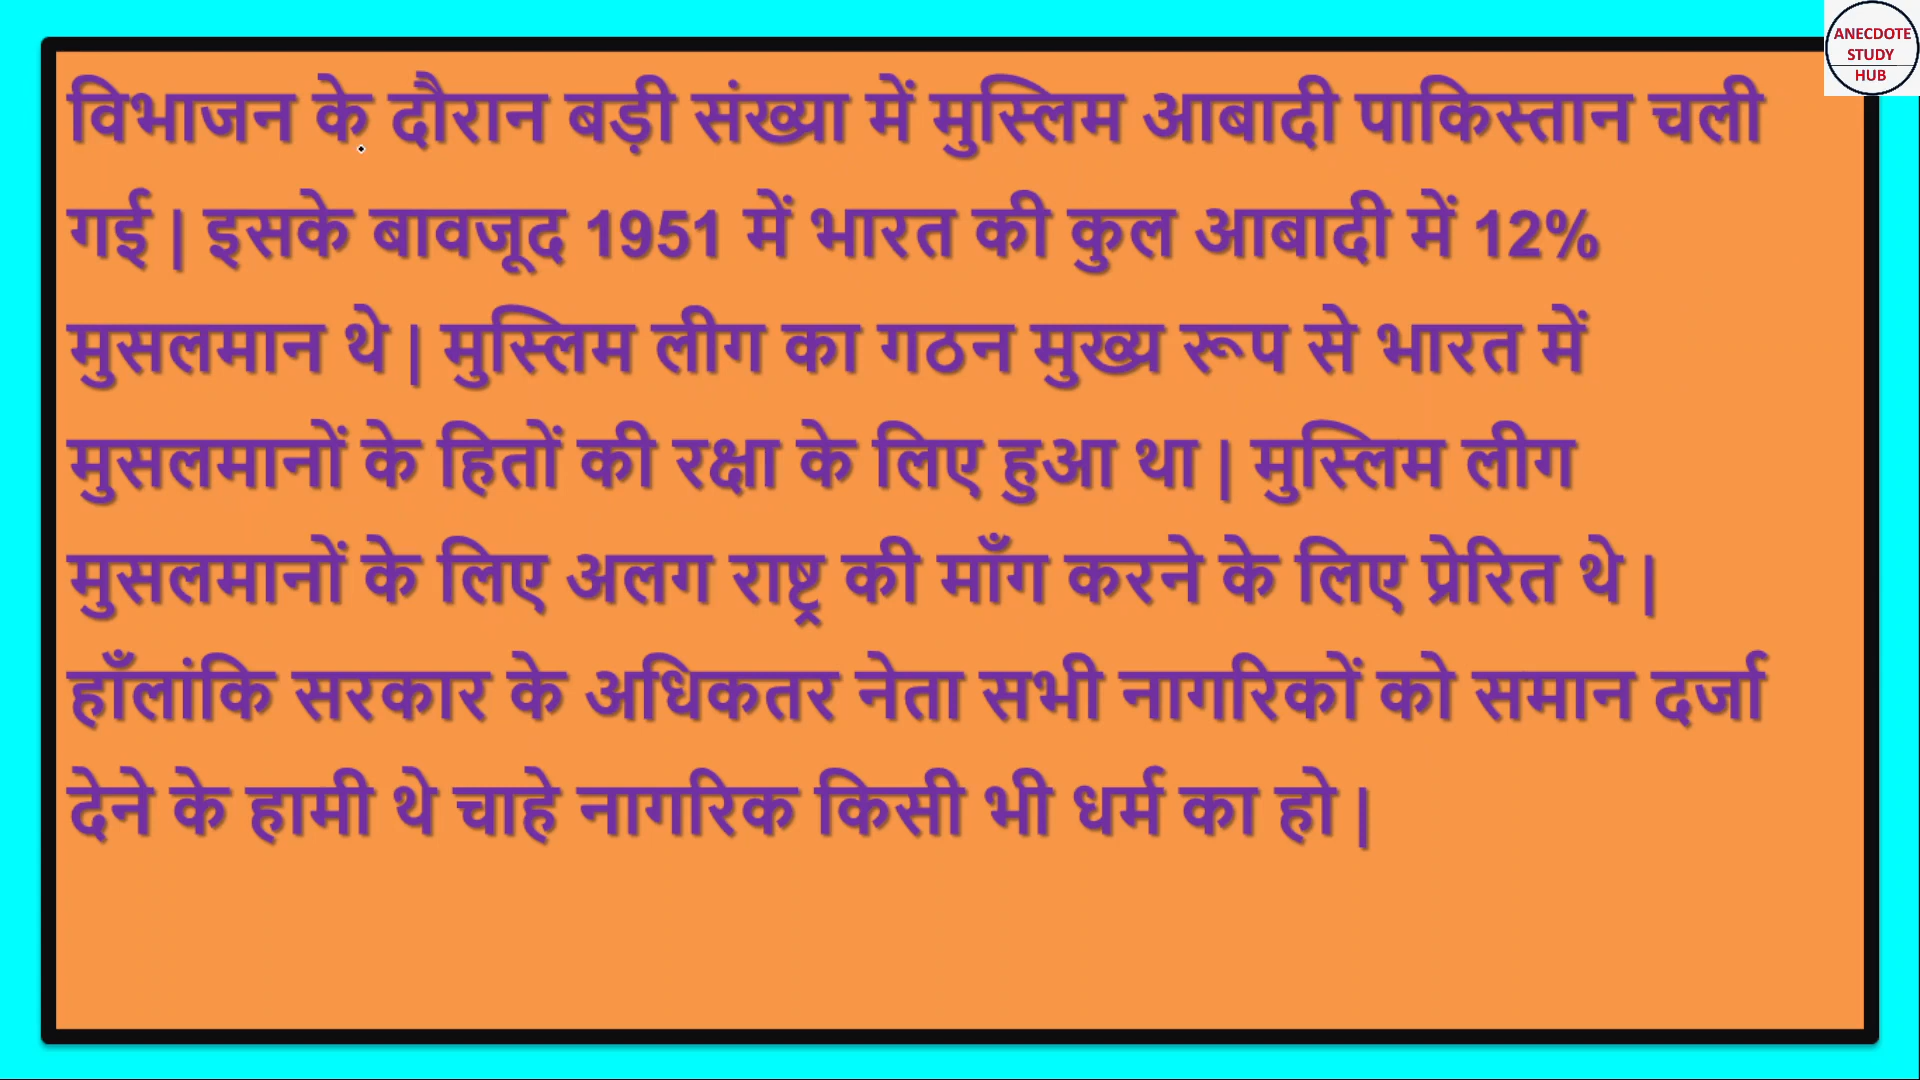 ANECDOTE
STUDY
HUB
विभाजन के दौरान बड़ी संख्या में मुस्लिम आबादी पाकिस्तान चली
गई | इसके बावजूद 1951 में भारत की कुल आबादी में 12%
मुसलमान थे | मुस्लिम लीग का गठन मुख्य रूप से भारत में
मुसलमानों के हितों की रक्षा के लिए हुआ था | मुस्लिम लीग
मुसलमानों के लिए अलग राष्ट्र की माँग करने के लिए प्रेरित थे |
हाँलांकि सरकार के अधिकतर नेता सभी नागरिकों को समान दर्जा
देने के हामी थे चाहे नागरिक किसी भी धर्म का हो |